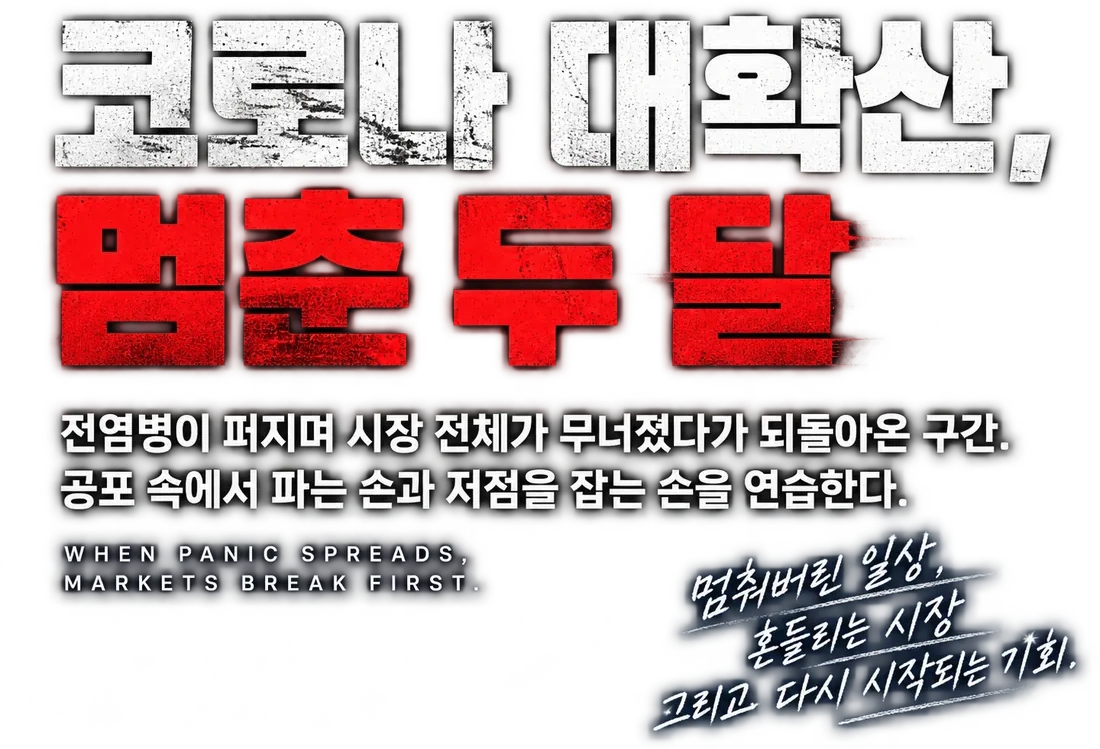 코로나 대확산,
멈춘 두 달
전염병이 퍼지며 시장 전체가 무너졌다가 되돌아온 구간.
공포 속에서 파는 손과 저점을 잡는 손을 연습한다.
WHEN PANIC SPREADS,
MARKETS BREAK FIRST.
멈춰버린 일상,
흔들리는 시장
그리고 다시 시작되는 기회.